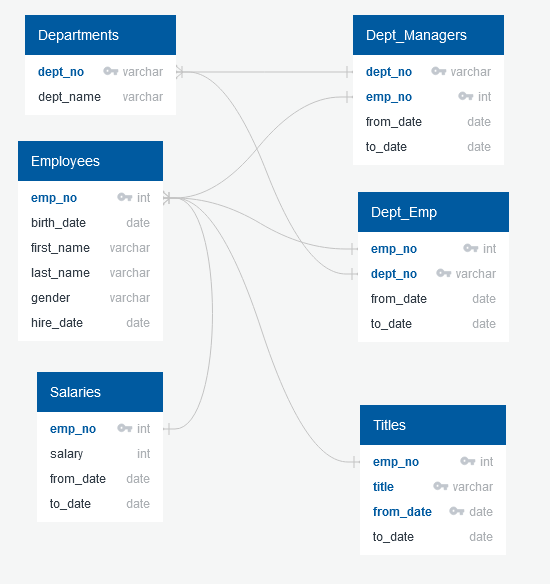 Departments
dept_no varchar
dept_name varchar
Employees
emp_no int
birth_date date
first_name varchar
last_name varchar
gender varchar
hire_date date
Salaries
emp_no int
salary int
from_date date
to_date date
Dept_Managers
dept_no varchar
emp_no int
from_date date
to_date date
Dept_Emp
emp_no int
dept_no varchar
from_date date
to_date date
Titles
emp_no int
title varchar
from_date date
to_date date